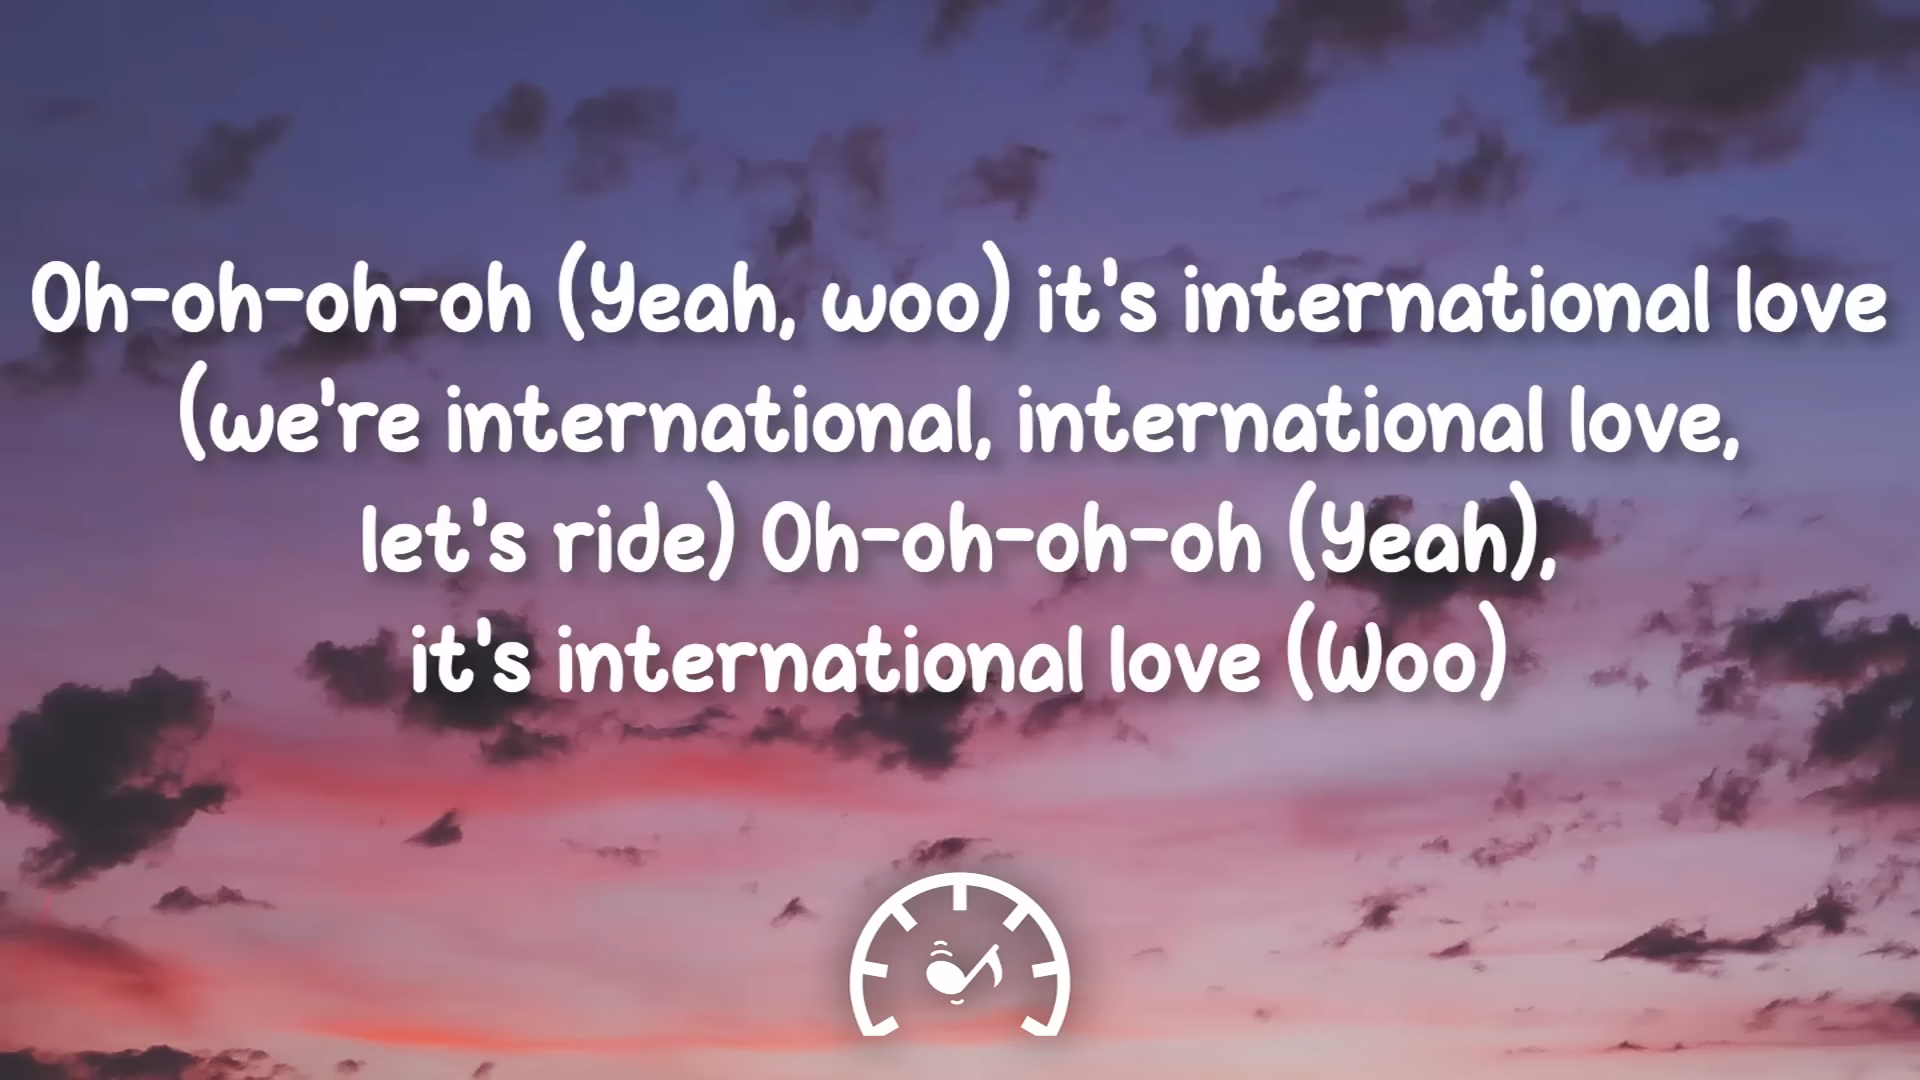 Oh-oh-oh-oh (Yeah, woo) it's international love
(we're international, international love,
let's ride) Oh-oh-oh-oh (Yeah),
it's international love (Woo)